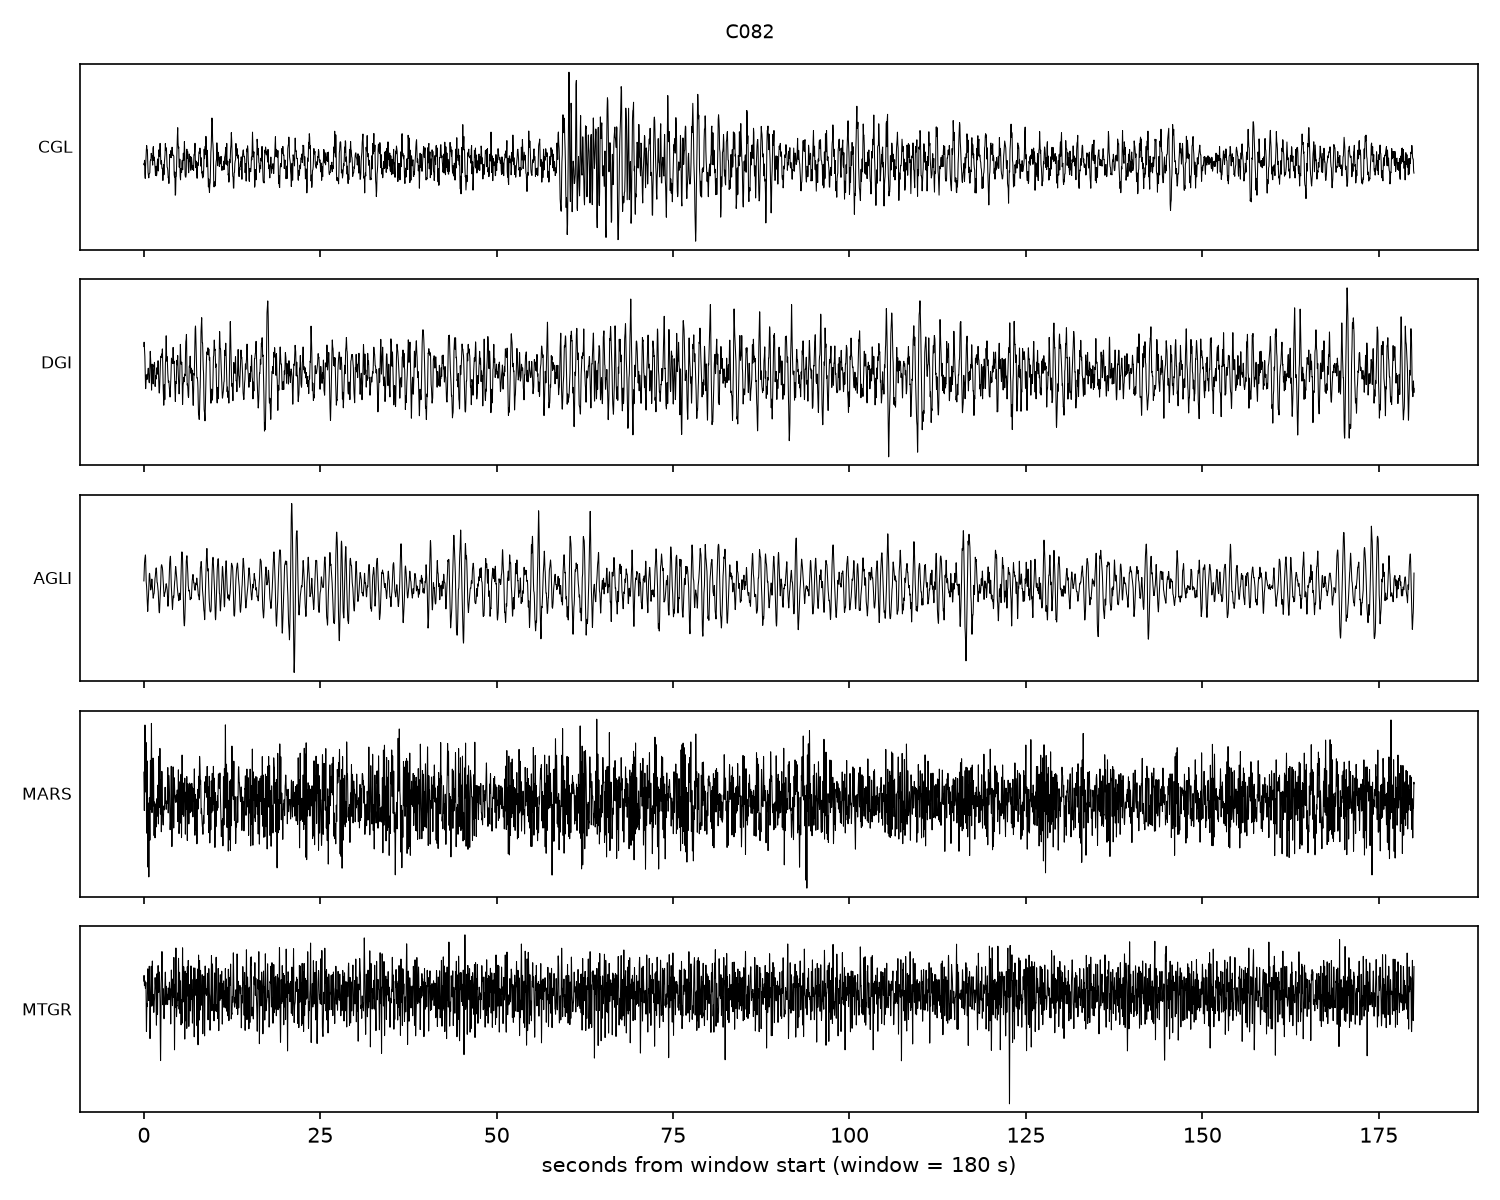 C082
CGL
DGI
AGLI
MARS
MTGR
0 25 50 75 100 125 150 175
seconds from window start (window = 180 s)